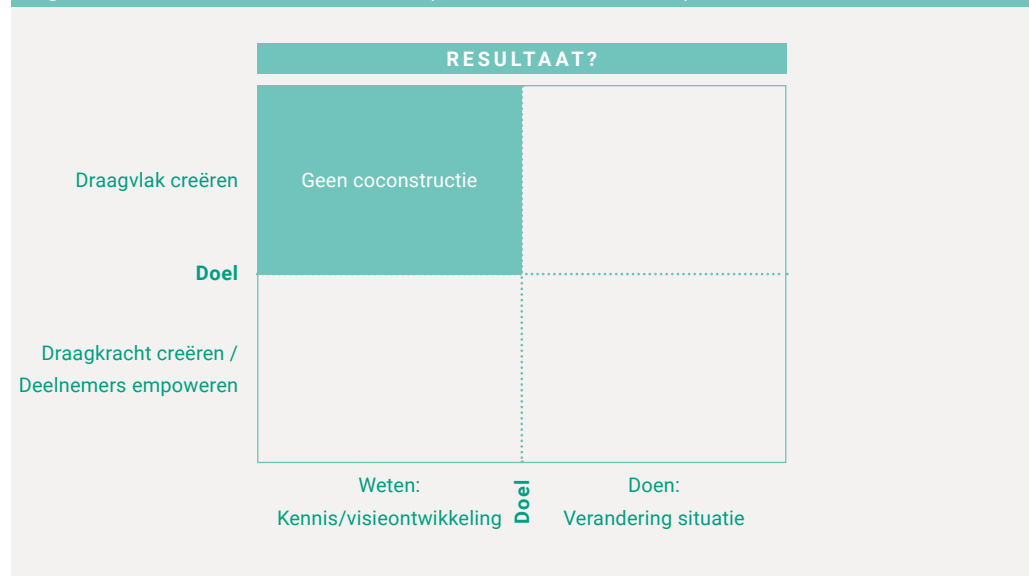 RESULTAAT?
Draagvlak creëren
Geen coconstructie
Doel
Draagkracht creëren /
Deelnemers empoweren
Weten:
Kennis/visieontwikkeling
Doel
Doen:
Verandering situatie